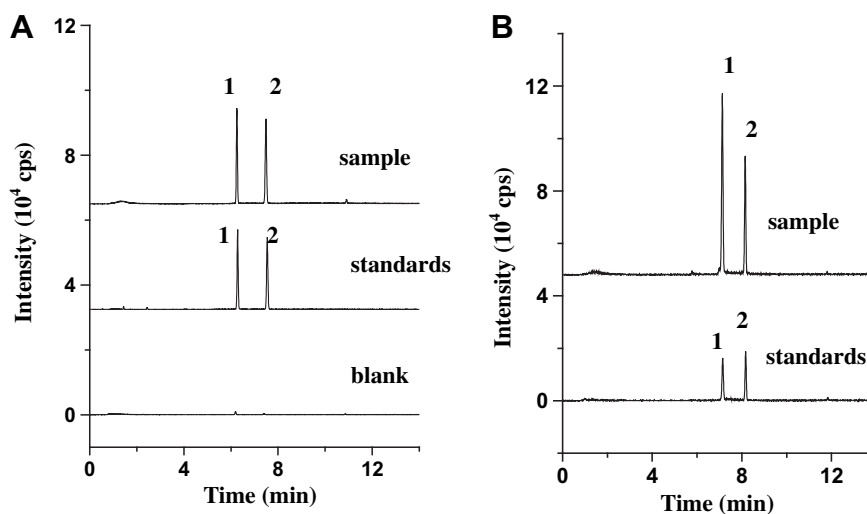 A
12
8
4
0
Intensity (10⁴ cps)
1 2
sample
1 2
standards
blank
0 4 8 12
Time (min)
B
12
8
4
0
Intensity (10⁴ cps)
1
2
sample
1
2
standards
0 4 8 12
Time (min)